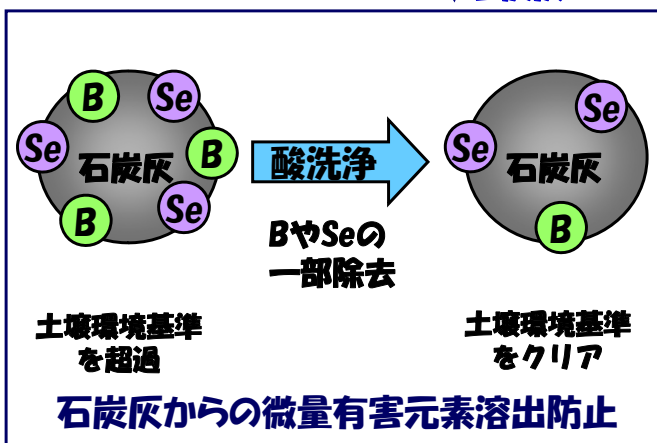 B
Se
Se
石炭灰
B
B
Se
酸洗浄
BやSeの
一部除去
Se
Se
石炭灰
B
土壌環境基準
を超過
土壌環境基準
をクリア
石炭灰からの微量有害元素溶出防止